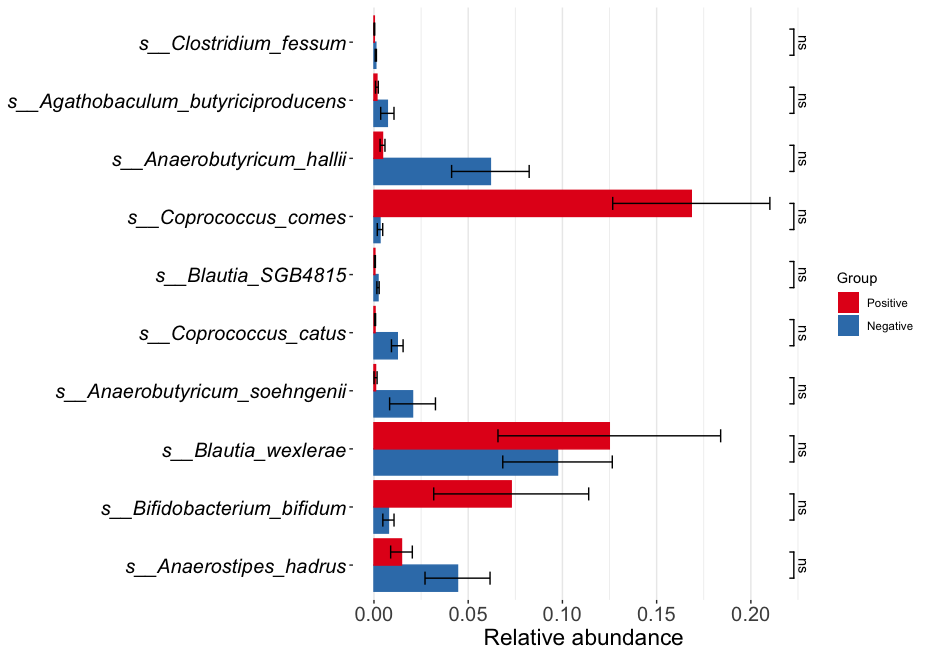 s__Clostridium_fessum
ns
s__Agathobaculum_butyriciproducens
ns
s__Anaerobutyricum_hallii
ns
s__Coprococcus_comes
ns
s__Blautia_SGB4815
ns
s__Coprococcus_catus
ns
s__Anaerobutyricum_soehngenii
ns
s__Blautia_wexlerae
ns
s__Bifidobacterium_bifidum
ns
s__Anaerostipes_hadrus
ns
0.00 0.05 0.10 0.15 0.20
Relative abundance
Group
Positive
Negative